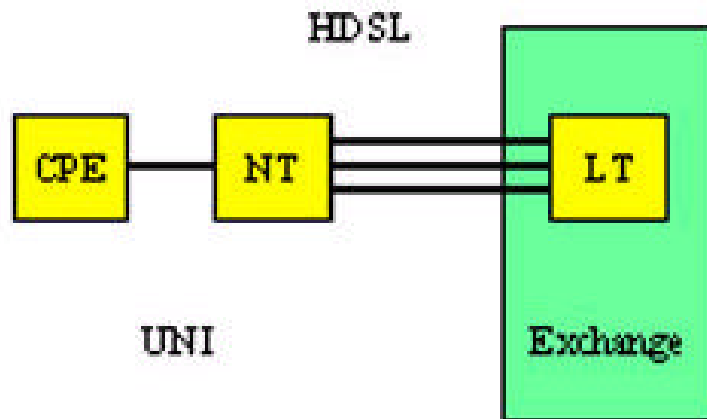 HDSL
CPE
NT
LT
UNI
Exchange